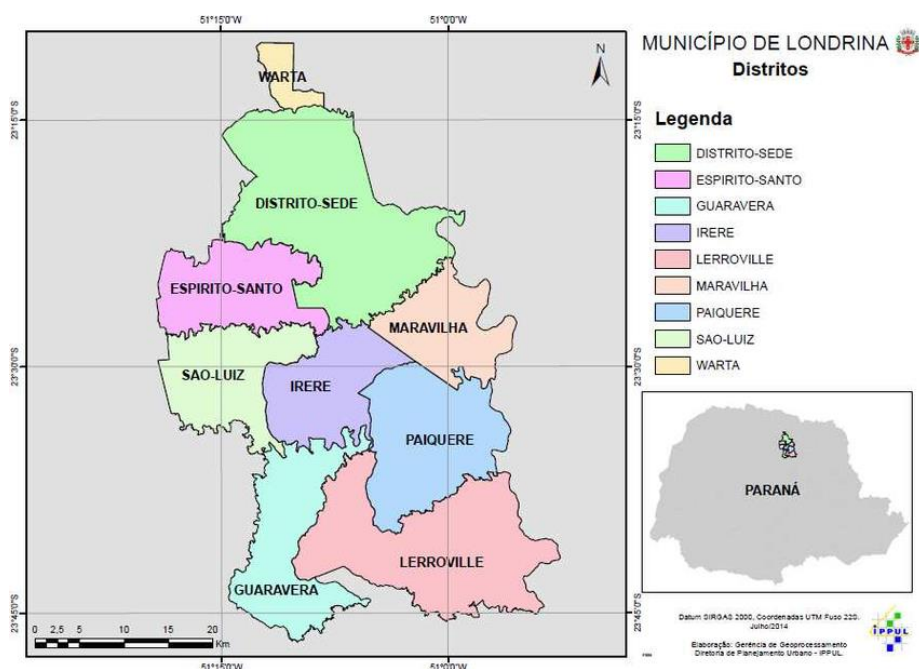 51°15'0"W
51°0'0"W
N
WARTA
23°15'0"S
23°15'0"S
DISTRITO-SEDE
ESPIRITO-SANTO
MARAVILHA
23°30'0"S
23°30'0"S
SAO-LUIZ
IRERE
PAIQUERE
LERROVILLE
GUARAVERA
23°45'0"S
23°45'0"S
0 2,5 5 10 15 20
Km
51°15'0"W
51°0'0"W
MUNICÍPIO DE LONDRINA
Distritos
Legenda
DISTRITO-SEDE
ESPIRITO-SANTO
GUARAVERA
IRERE
LERROVILLE
MARAVILHA
PAIQUERE
SAO-LUIZ
WARTA
PARANÁ
Datum SIRGAS 2000, Coordenadas UTM Fuso 22S.
Julho/2014
Elaboração: Gerência de Geoprocessamento
Diretoria de Planejamento Urbano - IPPUL.
IPPUL